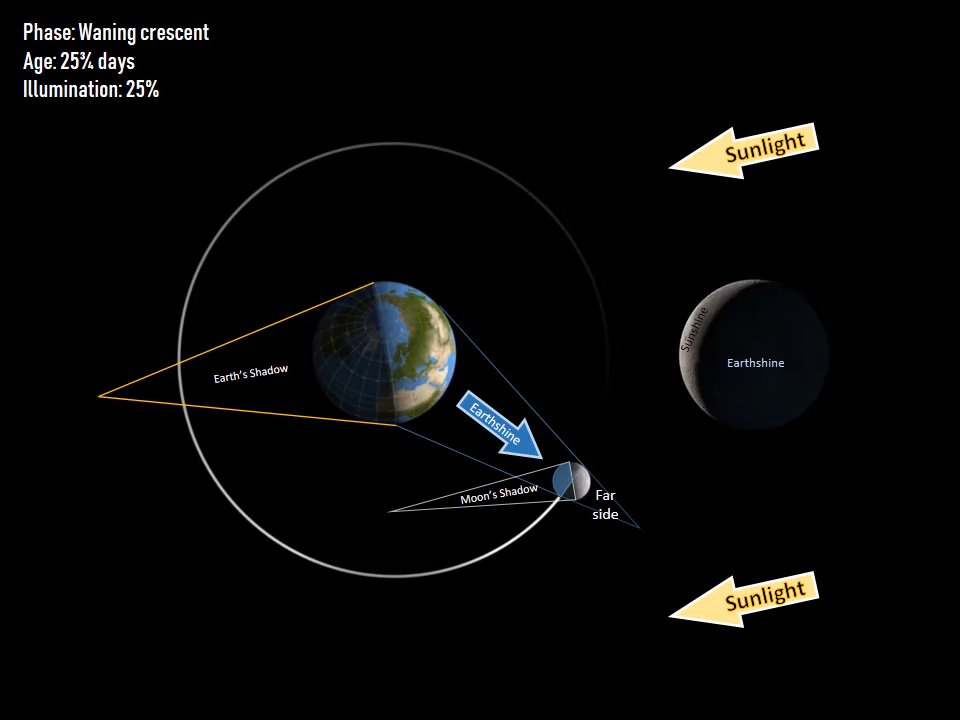 Phase: Waning crescent
Age: 25¾ days
Illumination: 25%
Sunlight
Sunshine
Earthshine
Earth's Shadow
Earthshine
Moon's Shadow
Far
side
Sunlight